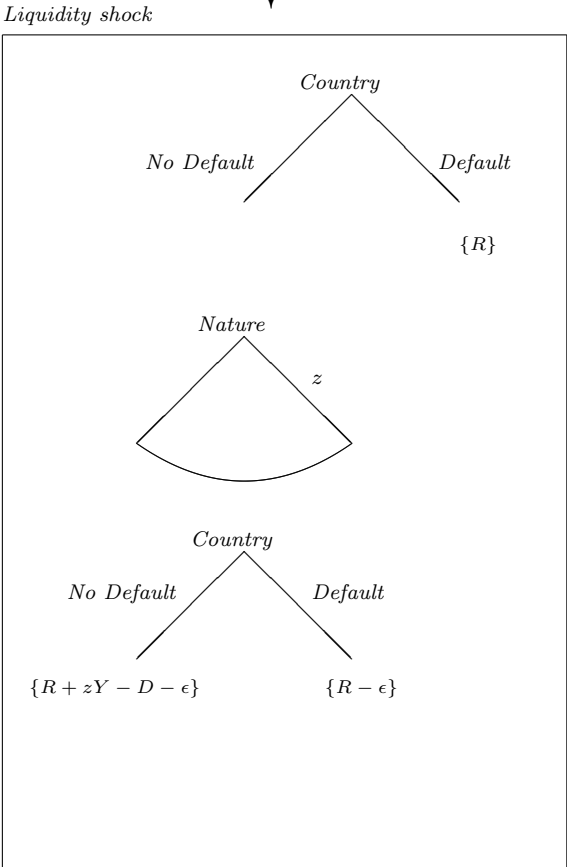 Liquidity shock
Country
No Default Default
{R}
Nature
z
Country
No Default Default
{R + zY − D − ϵ} {R − ϵ}